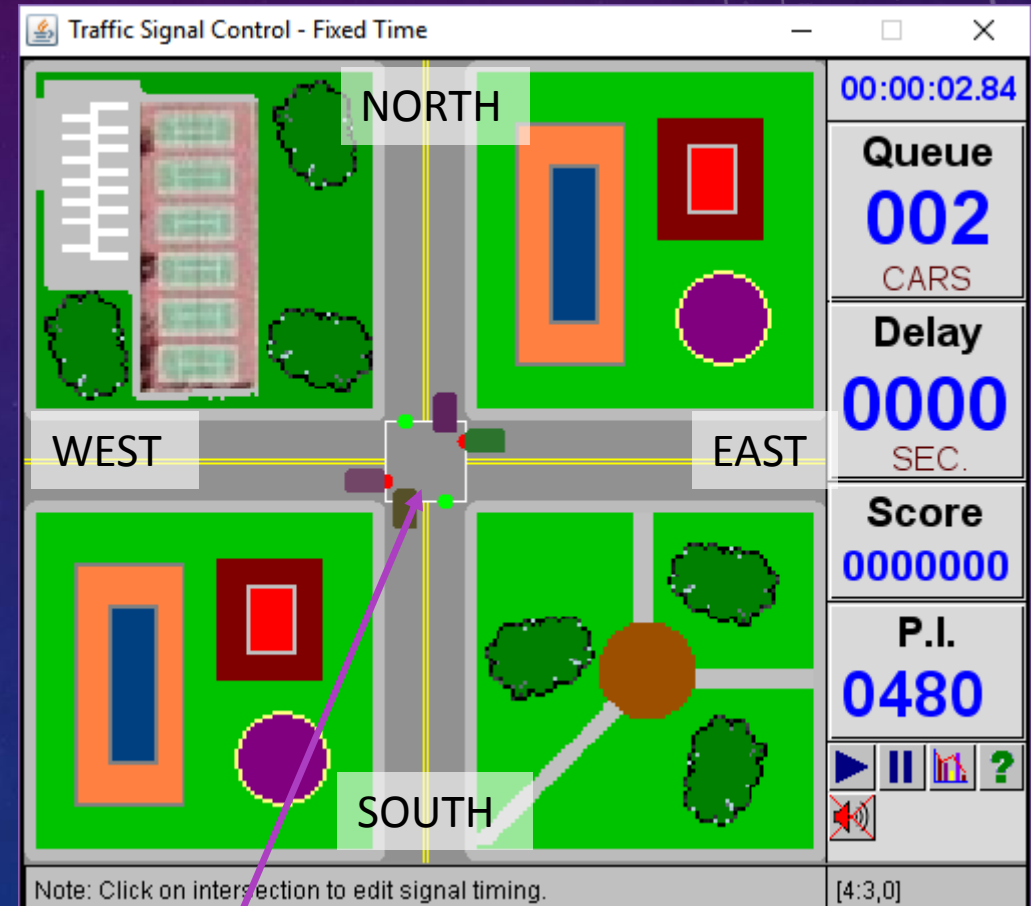 Traffic Signal Control - Fixed Time
NORTH
WEST
EAST
SOUTH
00:00:02.84
Queue
002
CARS
Delay
0000
SEC.
Score
0000000
P.I.
0480
?
Note: Click on intersection to edit signal timing.
[4:3,0]